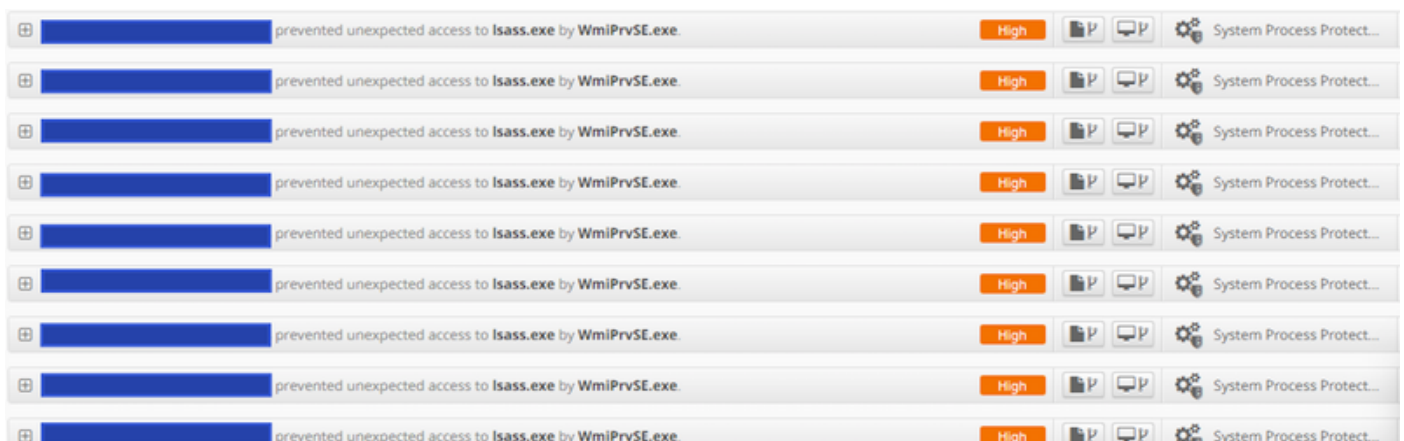 prevented unexpected access to lsass.exe by WmiPrvSE.exe. High System Process Protect...
prevented unexpected access to lsass.exe by WmiPrvSE.exe. High System Process Protect...
prevented unexpected access to lsass.exe by WmiPrvSE.exe. High System Process Protect...
prevented unexpected access to lsass.exe by WmiPrvSE.exe. High System Process Protect...
prevented unexpected access to lsass.exe by WmiPrvSE.exe. High System Process Protect...
prevented unexpected access to lsass.exe by WmiPrvSE.exe. High System Process Protect...
prevented unexpected access to lsass.exe by WmiPrvSE.exe. High System Process Protect...
prevented unexpected access to lsass.exe by WmiPrvSE.exe. High System Process Protect...
prevented unexpected access to lsass.exe by WmiPrvSE.exe. High System Process Protect...